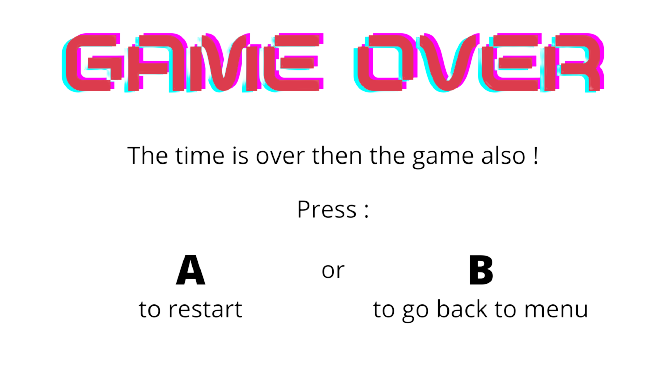 GAME OVER
The time is over then the game also !
Press :
A or B
to restart to go back to menu